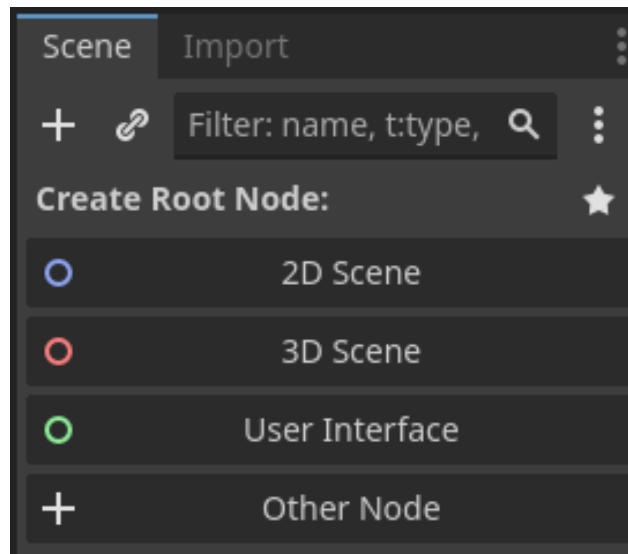 Scene Import
Filter: name, t:type,
Create Root Node:
2D Scene
3D Scene
User Interface
Other Node